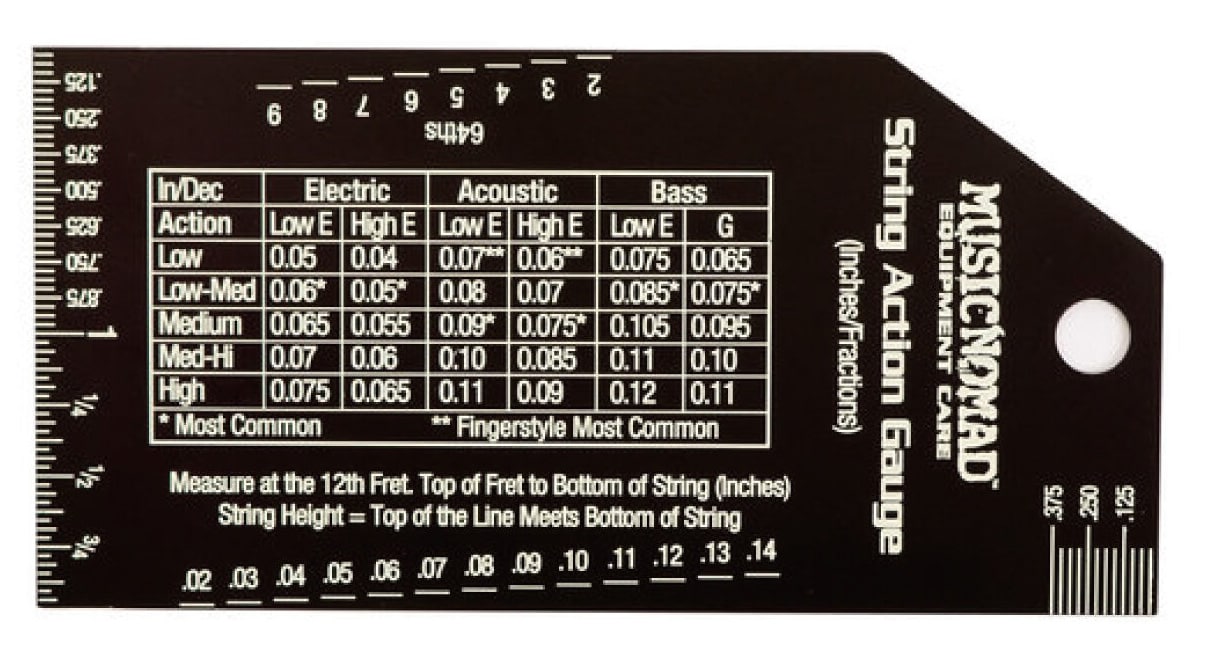 .125
.250
.375
.500
.625
.750
.875
1
1/4
1/2
3/4
9 8 7 6 5 4 3 2
64ths
In/Dec Electric Acoustic Bass
Action Low E High E Low E High E Low E G
Low 0.05 0.04 0.07** 0.06** 0.075 0.065
Low-Med 0.06* 0.05* 0.08 0.07 0.085* 0.075*
Medium 0.065 0.055 0.09* 0.075* 0.105 0.095
Med-Hi 0.07 0.06 0.10 0.085 0.11 0.10
High 0.075 0.065 0.11 0.09 0.12 0.11
* Most Common ** Fingerstyle Most Common
Measure at the 12th Fret. Top of Fret to Bottom of String (Inches)
String Height = Top of the Line Meets Bottom of String
.02 .03 .04 .05 .06 .07 .08 .09 .10 .11 .12 .13 .14
MUSICNOMAD™
EQUIPMENT CARE
String Action Gauge
(Inches/Fractions)
.375
.250
.125